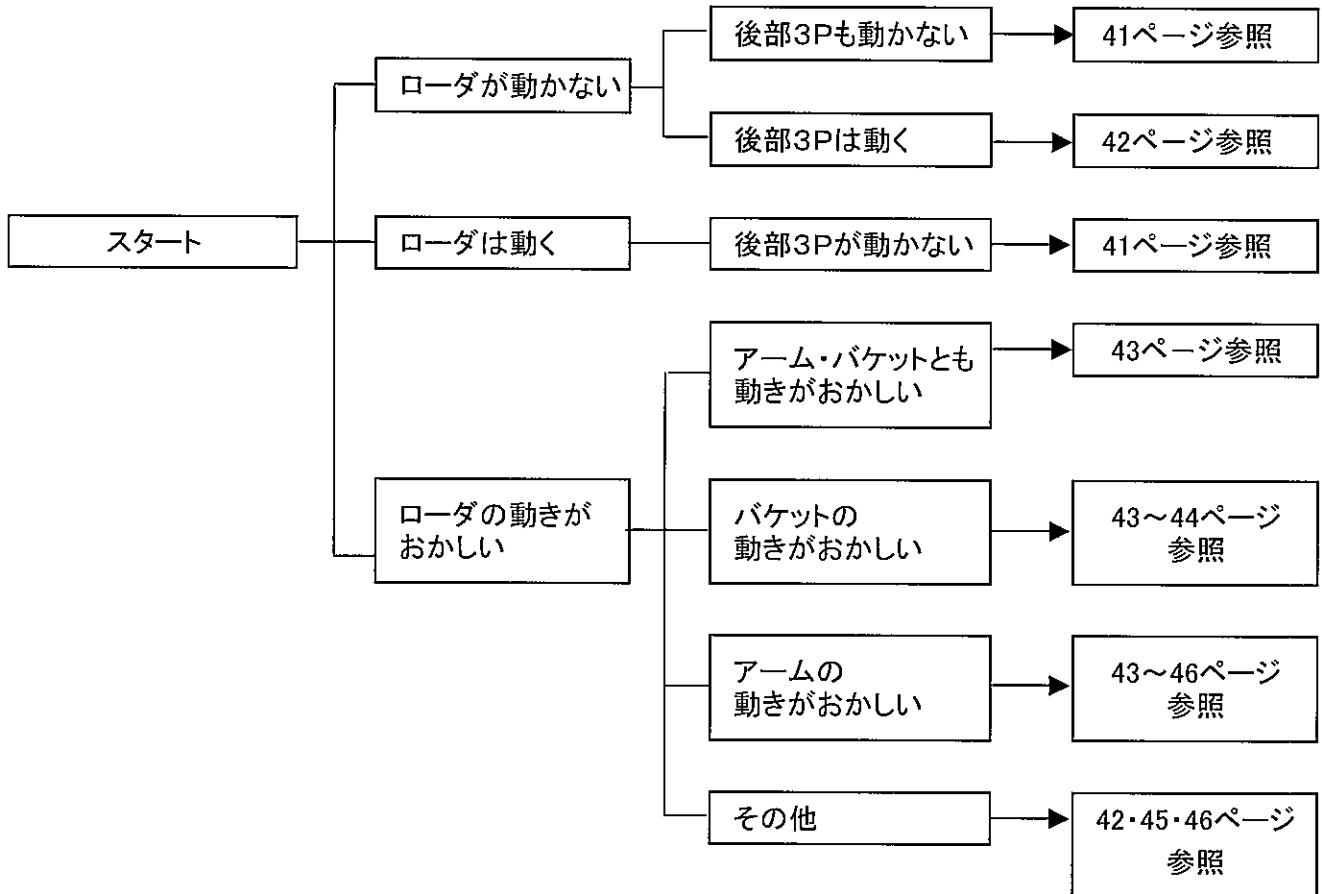 後部3Pも動かない
41ページ参照
ローダが動かない
後部3Pは動く
42ページ参照
スタート
ローダは動く
後部3Pが動かない
41ページ参照
アーム・バケットとも
動きがおかしい
43ページ参照
ローダの動きが
おかしい
バケットの
動きがおかしい
43～44ページ
参照
アームの
動きがおかしい
43～46ページ
参照
その他
42・45・46ページ
参照